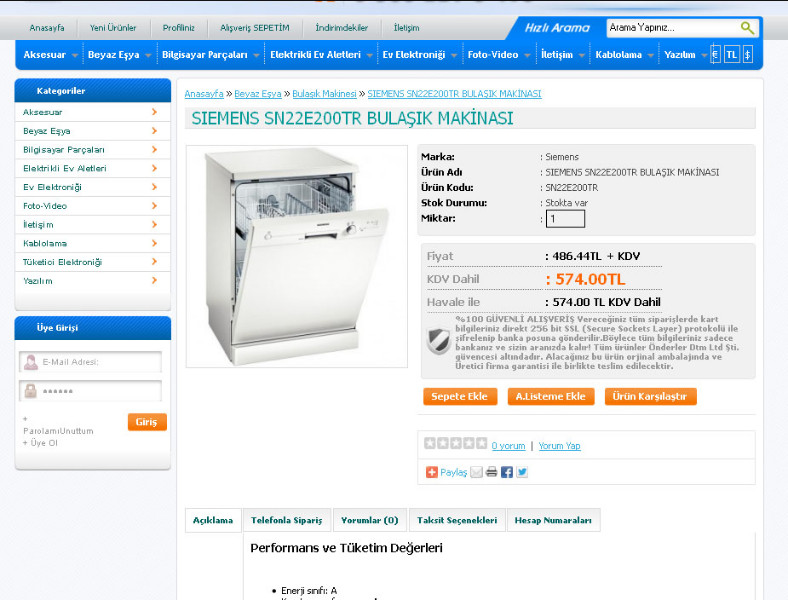 Anasayfa Yeni Ürünler Profiliniz Alışveriş SEPETİM İndirimdekiler İletişim
Hızlı Arama Arama Yapınız...
Aksesuar Beyaz Eşya Bilgisayar Parçaları Elektrikli Ev Aletleri Ev Elektroniği Foto-Video İletişim Kablolama Yazılım € TL $
Kategoriler
Aksesuar
Beyaz Eşya
Bilgisayar Parçaları
Elektrikli Ev Aletleri
Ev Elektroniği
Foto-Video
İletişim
Kablolama
Tüketici Elektroniği
Yazılım
Üye Girişi
E-Mail Adresi:
••••••
+ ParolamıUnuttum
+ Üye Ol
Giriş
Anasayfa » Beyaz Eşya » Bulaşık Makinesi » SIEMENS SN22E200TR BULAŞIK MAKİNASI
SIEMENS SN22E200TR BULAŞIK MAKİNASI
Marka: : Siemens
Ürün Adı : SIEMENS SN22E200TR BULAŞIK MAKİNASI
Ürün Kodu: : SN22E200TR
Stok Durumu: : Stokta var
Miktar: : 1
Fiyat : 486.44TL + KDV
KDV Dahil : 574.00TL
Havale ile : 574.00 TL KDV Dahil
%100 GÜVENLİ ALIŞVERİŞ Vereceğiniz tüm siparişlerde kart
bilgileriniz direkt 256 bit SSL (Secure Sockets Layer) protokolü ile
şifrelenip banka posuna gönderilir.Böylece tüm bilgileriniz sadece
bankanız ve sizin aranızda kalır! Tüm ürünler Önderler Dtm Ltd Şti.
güvencesi altındadır. Alacağınız bu ürün orjinal ambalajında ve
Üretici firma garantisi ile birlikte teslim edilecektir.
Sepete Ekle A.Listeme Ekle Ürün Karşılaştır
0 yorum | Yorum Yap
Paylaş
Açıklama Telefonla Sipariş Yorumlar (0) Taksit Seçenekleri Hesap Numaraları
Performans ve Tüketim Değerleri
• Enerji sınıfı: A